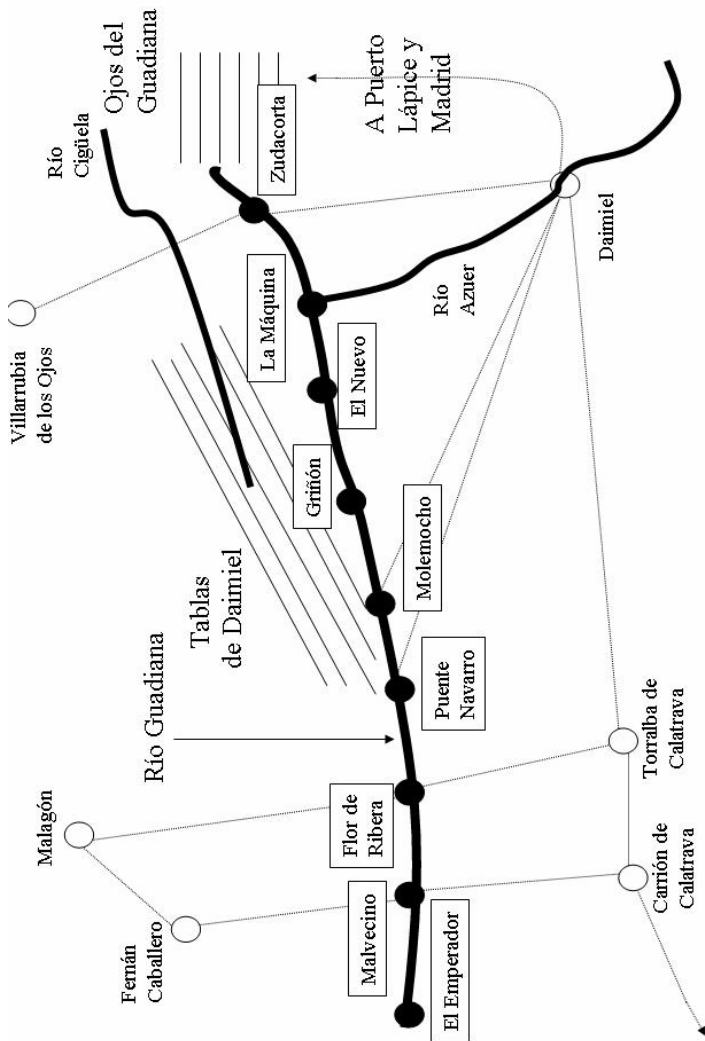 Malagón
Fernán
Caballero
Villarrubia
de los Ojos
Río
Cigüela
Ojos del
Guadiana
Río Guadiana
Tablas
de Daimiel
Malvecino
Flor de
Ribera
Griñón
La Máquina
Zudacorta
El Emperador
Puente
Navarro
Molemocho
El Nuevo
Río
Azuer
A Puerto
Lápice y
Madrid
Carrión de
Calatrava
Torralba de
Calatrava
Daimiel